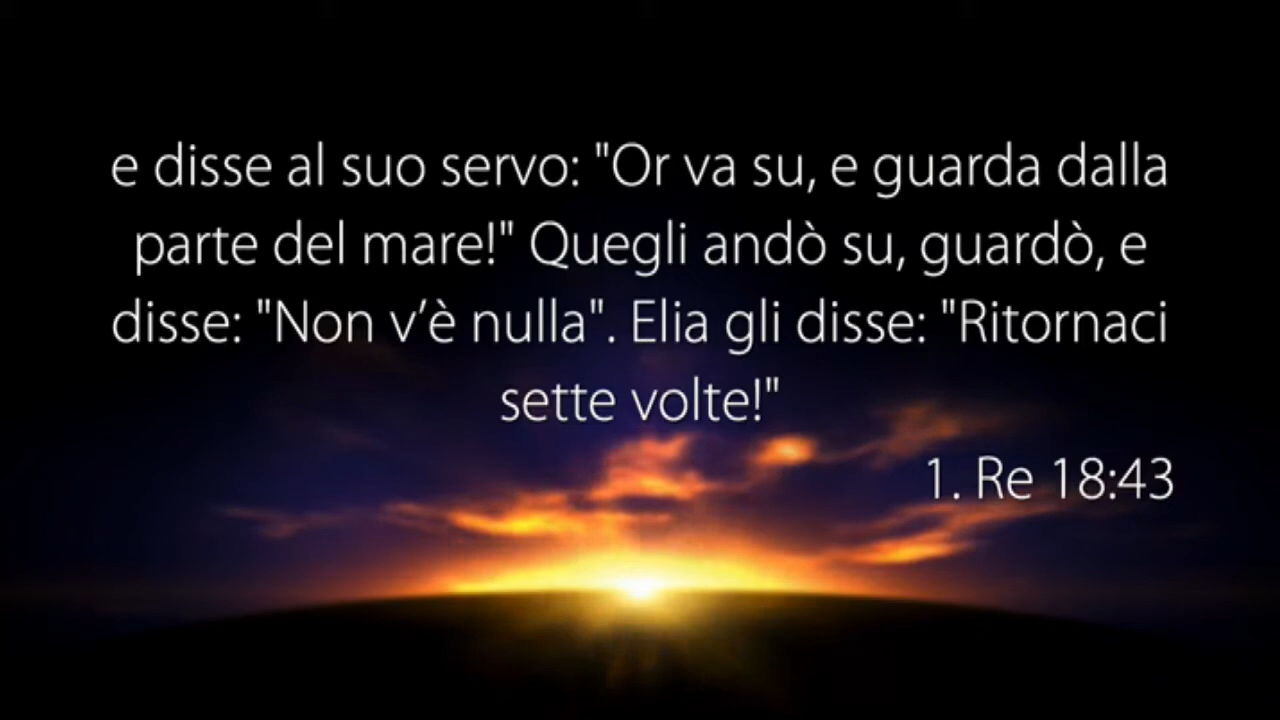 e disse al suo servo: "Or va su, e guarda dalla
parte del mare!" Quegli andò su, guardò, e
disse: "Non v’è nulla". Elia gli disse: "Ritornaci
sette volte!"
1. Re 18:43